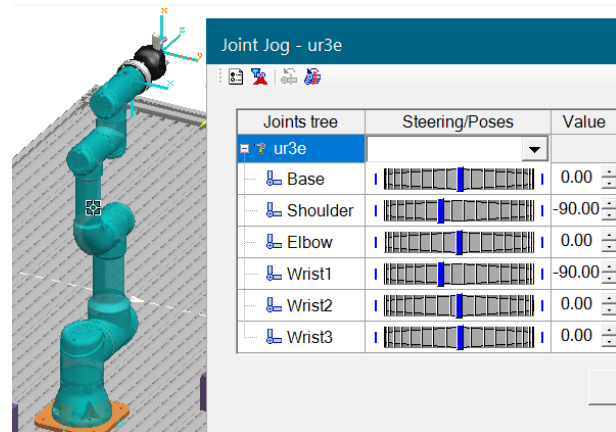 x
z
y
x
Joint Jog - ur3e
Joints tree Steering/Poses Value
ur3e
Base 0.00
Shoulder -90.00
Elbow 0.00
Wrist1 -90.00
Wrist2 0.00
Wrist3 0.00